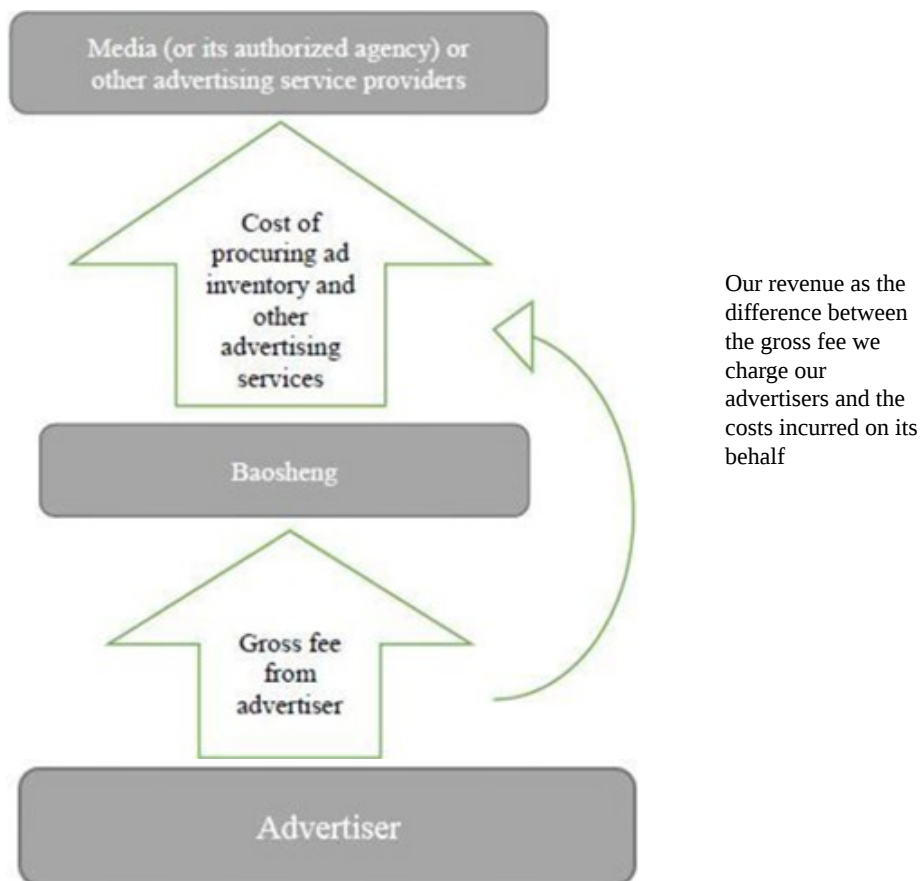 Media (or its authorized agency) or
other advertising service providers
Cost of
procuring ad
inventory and
other
advertising
services
Our revenue as the
difference between
the gross fee we
charge our
advertisers and the
costs incurred on its
behalf
Baosheng
Gross fee
from
advertiser
Advertiser